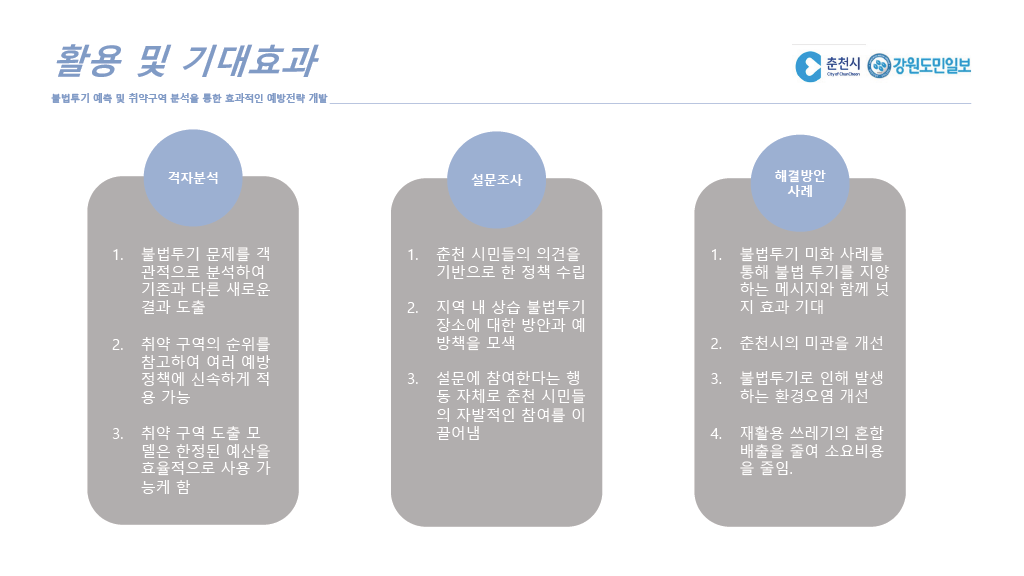 활용 및 기대효과
춘천시
City of ChunCheon
강원도민일보
불법투기 예측 및 취약구역 분석을 통한 효과적인 예방전략 개발
격자분석
1. 불법투기 문제를 객
관적으로 분석하여
기존과 다른 새로운
결과 도출
2. 취약 구역의 순위를
참고하여 여러 예방
정책에 신속하게 적
용 가능
3. 취약 구역 도출 모
델은 한정된 예산을
효율적으로 사용 가
능케 함
설문조사
1. 춘천 시민들의 의견을
기반으로 한 정책 수립
2. 지역 내 상습 불법투기
장소에 대한 방안과 예
방책을 모색
3. 설문에 참여한다는 행
동 자체로 춘천 시민들
의 자발적인 참여를 이
끌어냄
해결방안
사례
1. 불법투기 미화 사례를
통해 불법 투기를 지양
하는 메시지와 함께 넛
지 효과 기대
2. 춘천시의 미관을 개선
3. 불법투기로 인해 발생
하는 환경오염 개선
4. 재활용 쓰레기의 혼합
배출을 줄여 소요비용
을 줄임.